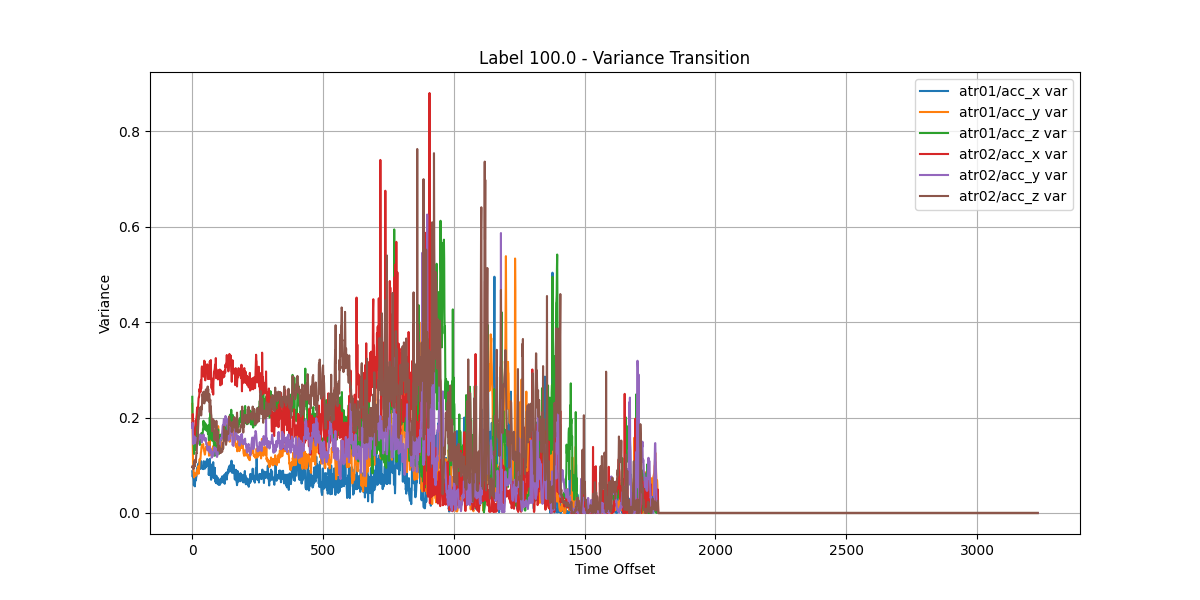 Label 100.0 - Variance Transition
atr01/acc_x var
atr01/acc_y var
atr01/acc_z var
atr02/acc_x var
atr02/acc_y var
atr02/acc_z var
Variance
0.8
0.6
0.4
0.2
0.0
0 500 1000 1500 2000 2500 3000
Time Offset